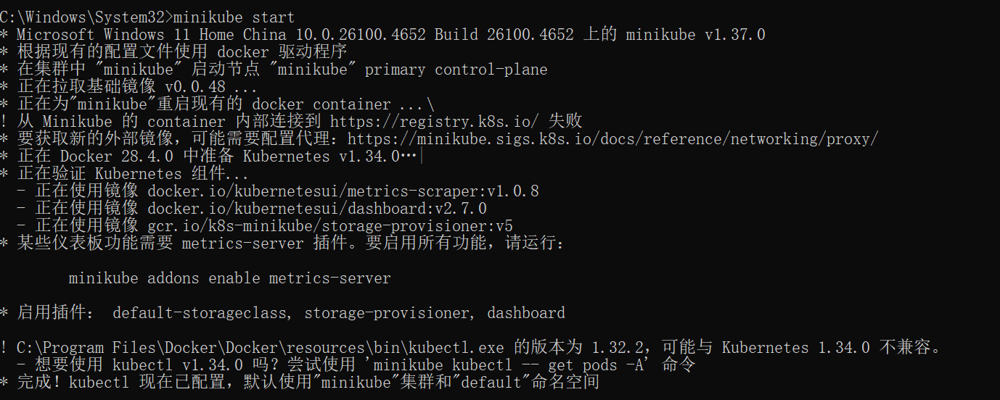 C:\Windows\System32>minikube start
* Microsoft Windows 11 Home China 10.0.26100.4652 Build 26100.4652 上的 minikube v1.37.0
* 根据现有的配置文件使用 docker 驱动程序
* 在集群中 "minikube" 启动节点 "minikube" primary control-plane
* 正在拉取基础镜像 v0.0.48 ...
* 正在为"minikube"重启现有的 docker container ...\
! 从 Minikube 的 container 内部连接到 https://registry.k8s.io/ 失败
* 要获取新的外部镜像，可能需要配置代理：https://minikube.sigs.k8s.io/docs/reference/networking/proxy/
* 正在 Docker 28.4.0 中准备 Kubernetes v1.34.0…|
* 正在验证 Kubernetes 组件...
  - 正在使用镜像 docker.io/kubernetesui/metrics-scraper:v1.0.8
  - 正在使用镜像 docker.io/kubernetesui/dashboard:v2.7.0
  - 正在使用镜像 gcr.io/k8s-minikube/storage-provisioner:v5
* 某些仪表板功能需要 metrics-server 插件。要启用所有功能，请运行：
        minikube addons enable metrics-server
* 启用插件： default-storageclass, storage-provisioner, dashboard
! C:\Program Files\Docker\Docker\resources\bin\kubectl.exe 的版本为 1.32.2，可能与 Kubernetes 1.34.0 不兼容。
  - 想要使用 kubectl v1.34.0 吗？尝试使用 'minikube kubectl -- get pods -A' 命令
* 完成！kubectl 现在已配置，默认使用"minikube"集群和"default"命名空间